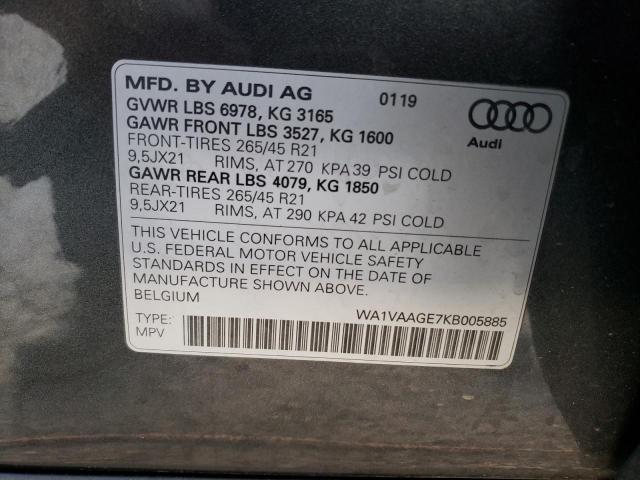 MFD. BY AUDI AG 0119
GVWR LBS 6978, KG 3165
GAWR FRONT LBS 3527, KG 1600
FRONT-TIRES 265/45 R21
9,5JX21 RIMS, AT 270 KPA 39 PSI COLD
GAWR REAR LBS 4079, KG 1850
REAR-TIRES 265/45 R21
9,5JX21 RIMS, AT 290 KPA 42 PSI COLD
Audi
THIS VEHICLE CONFORMS TO ALL APPLICABLE
U.S. FEDERAL MOTOR VEHICLE SAFETY
STANDARDS IN EFFECT ON THE DATE OF
MANUFACTURE SHOWN ABOVE.
BELGIUM
WA1VAAGE7KB005885
TYPE:
MPV